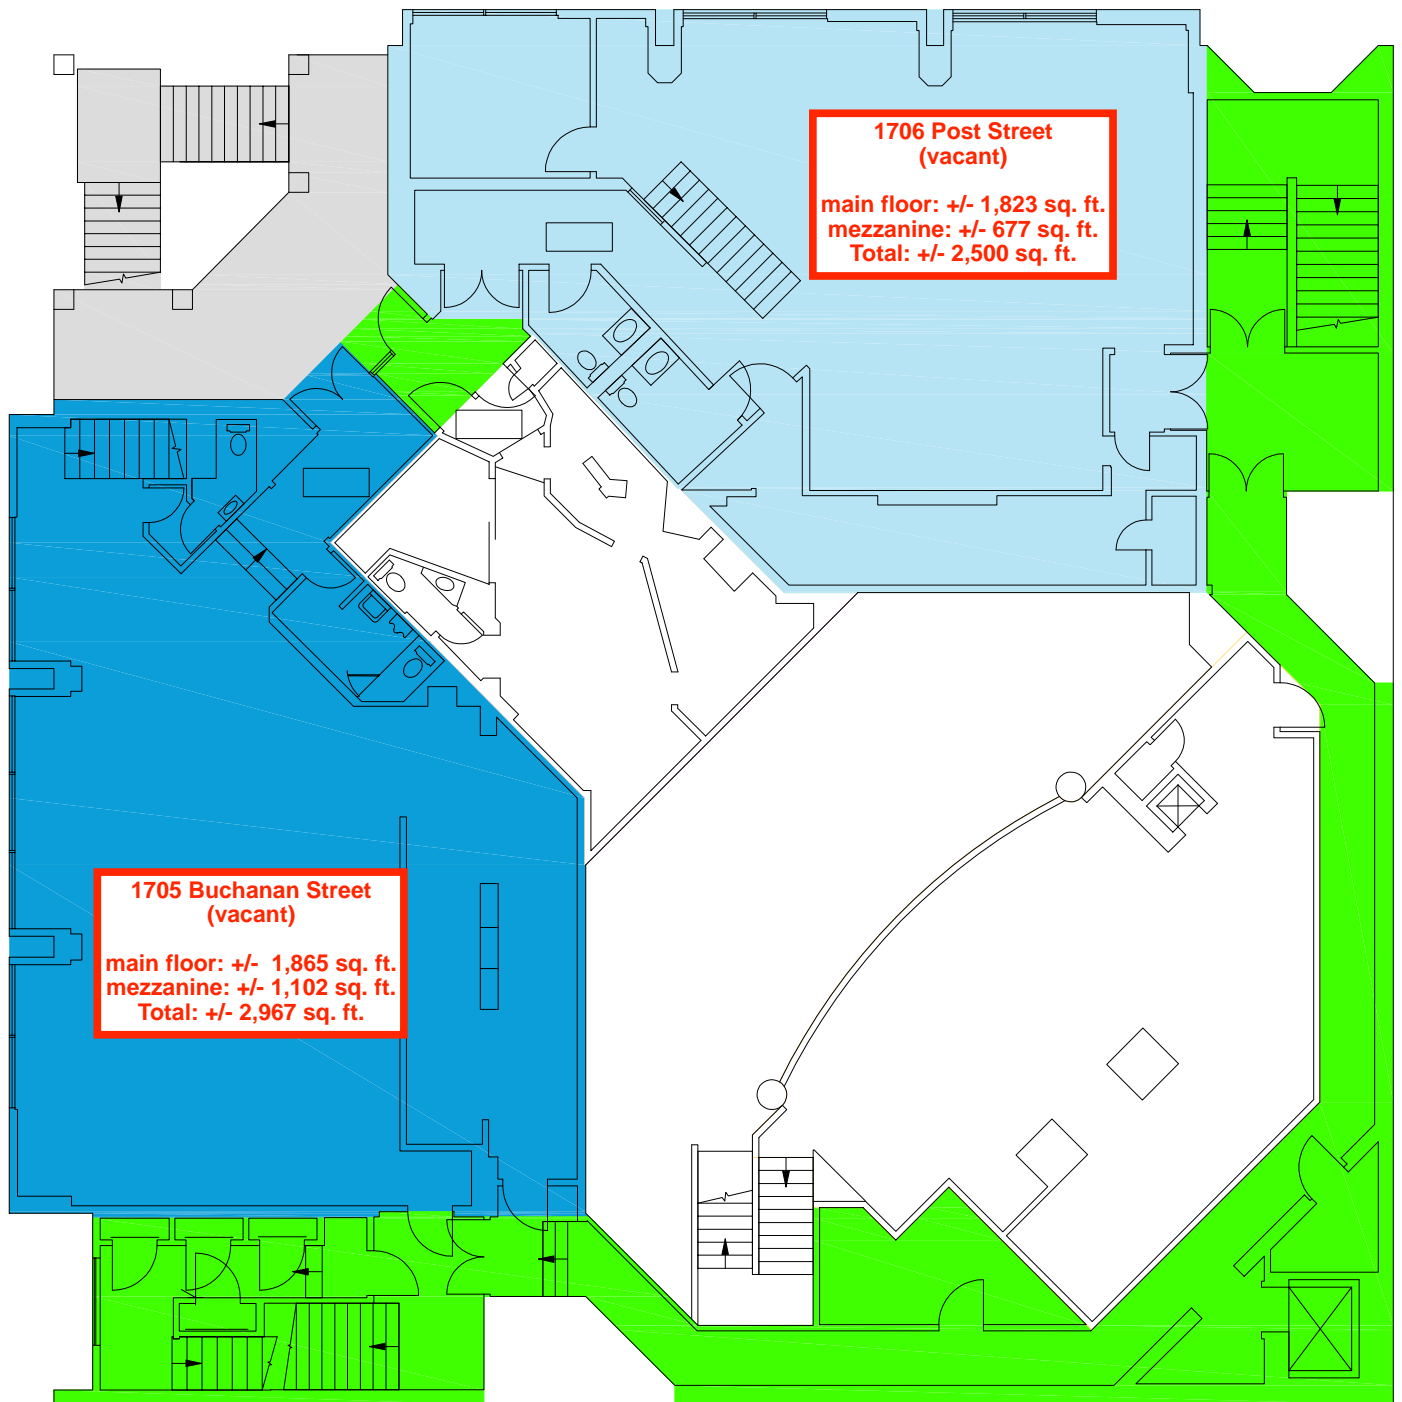 1706 Post Street
(vacant)
main floor: +/- 1,823 sq. ft.
mezzanine: +/- 677 sq. ft.
Total: +/- 2,500 sq. ft.
1705 Buchanan Street
(vacant)
main floor: +/-  1,865 sq. ft.
mezzanine: +/- 1,102 sq. ft.
Total: +/- 2,967 sq. ft.